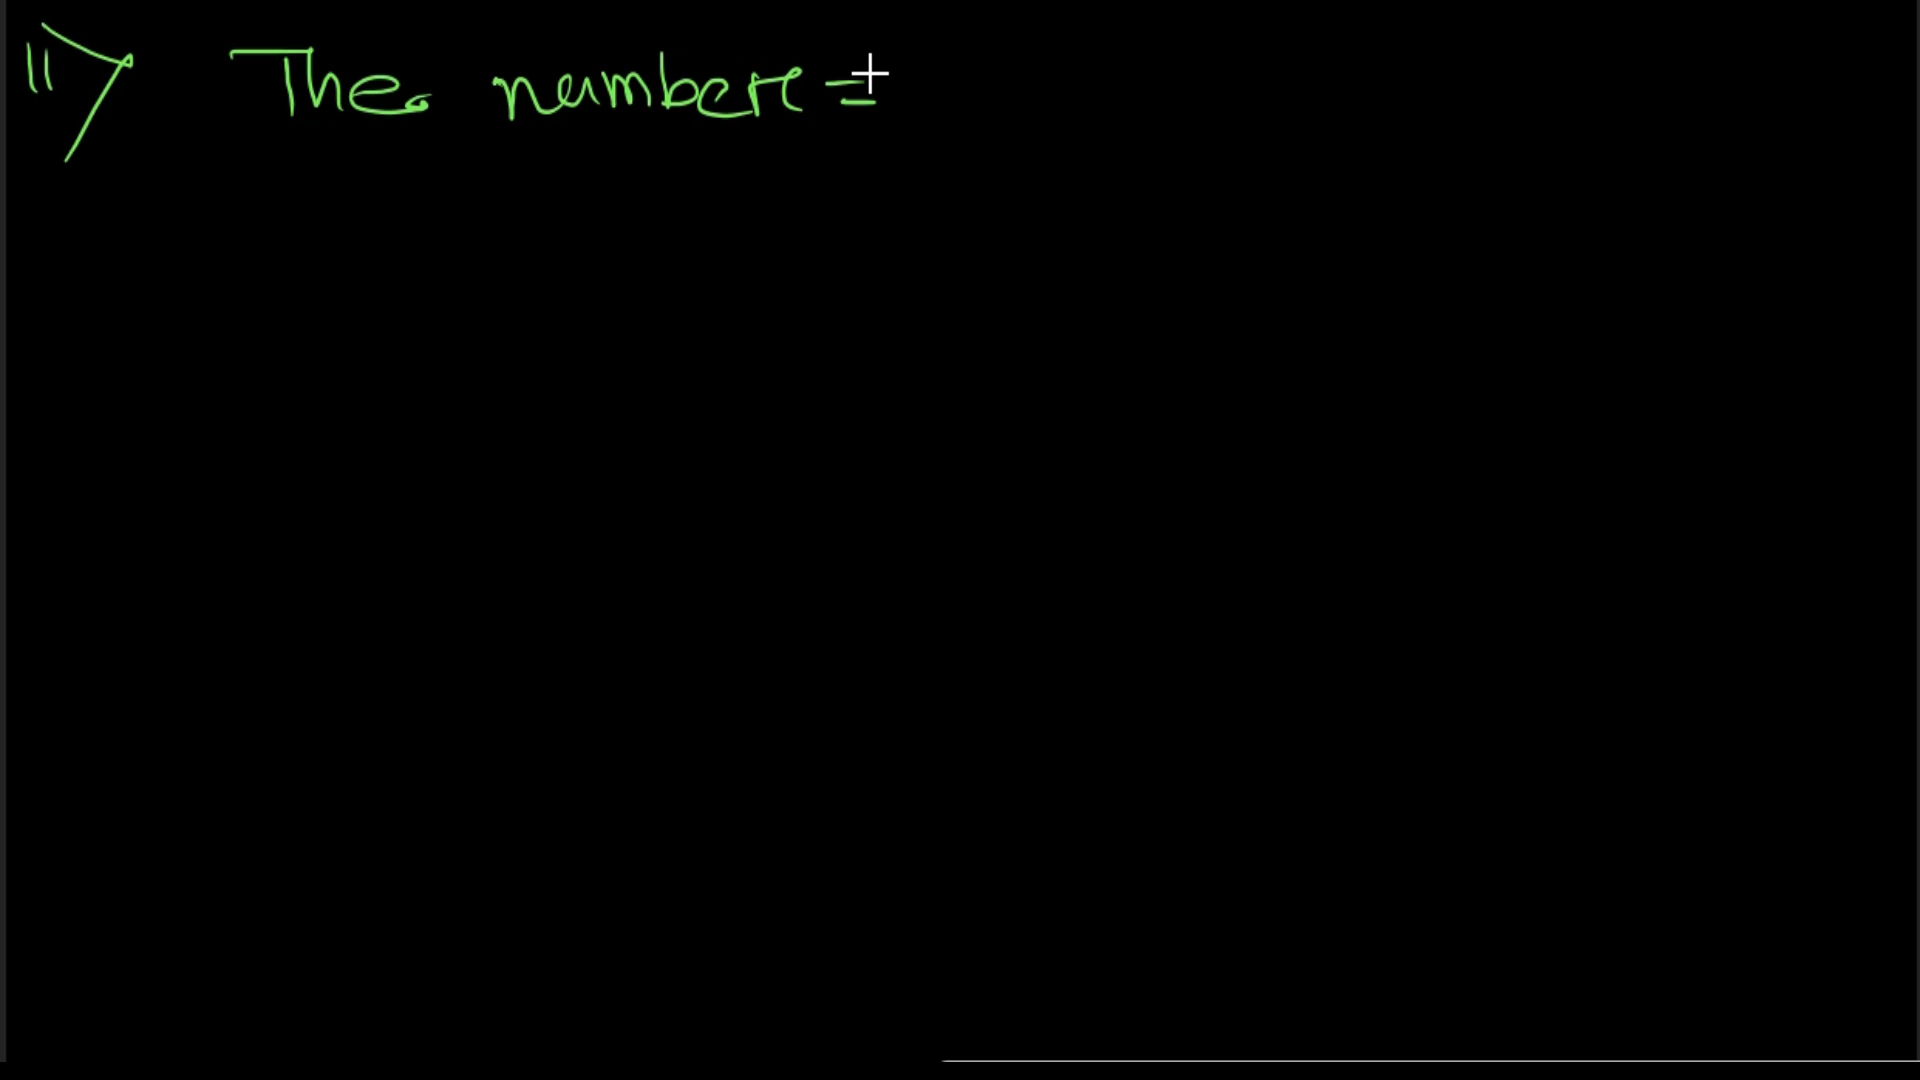 11) The number =